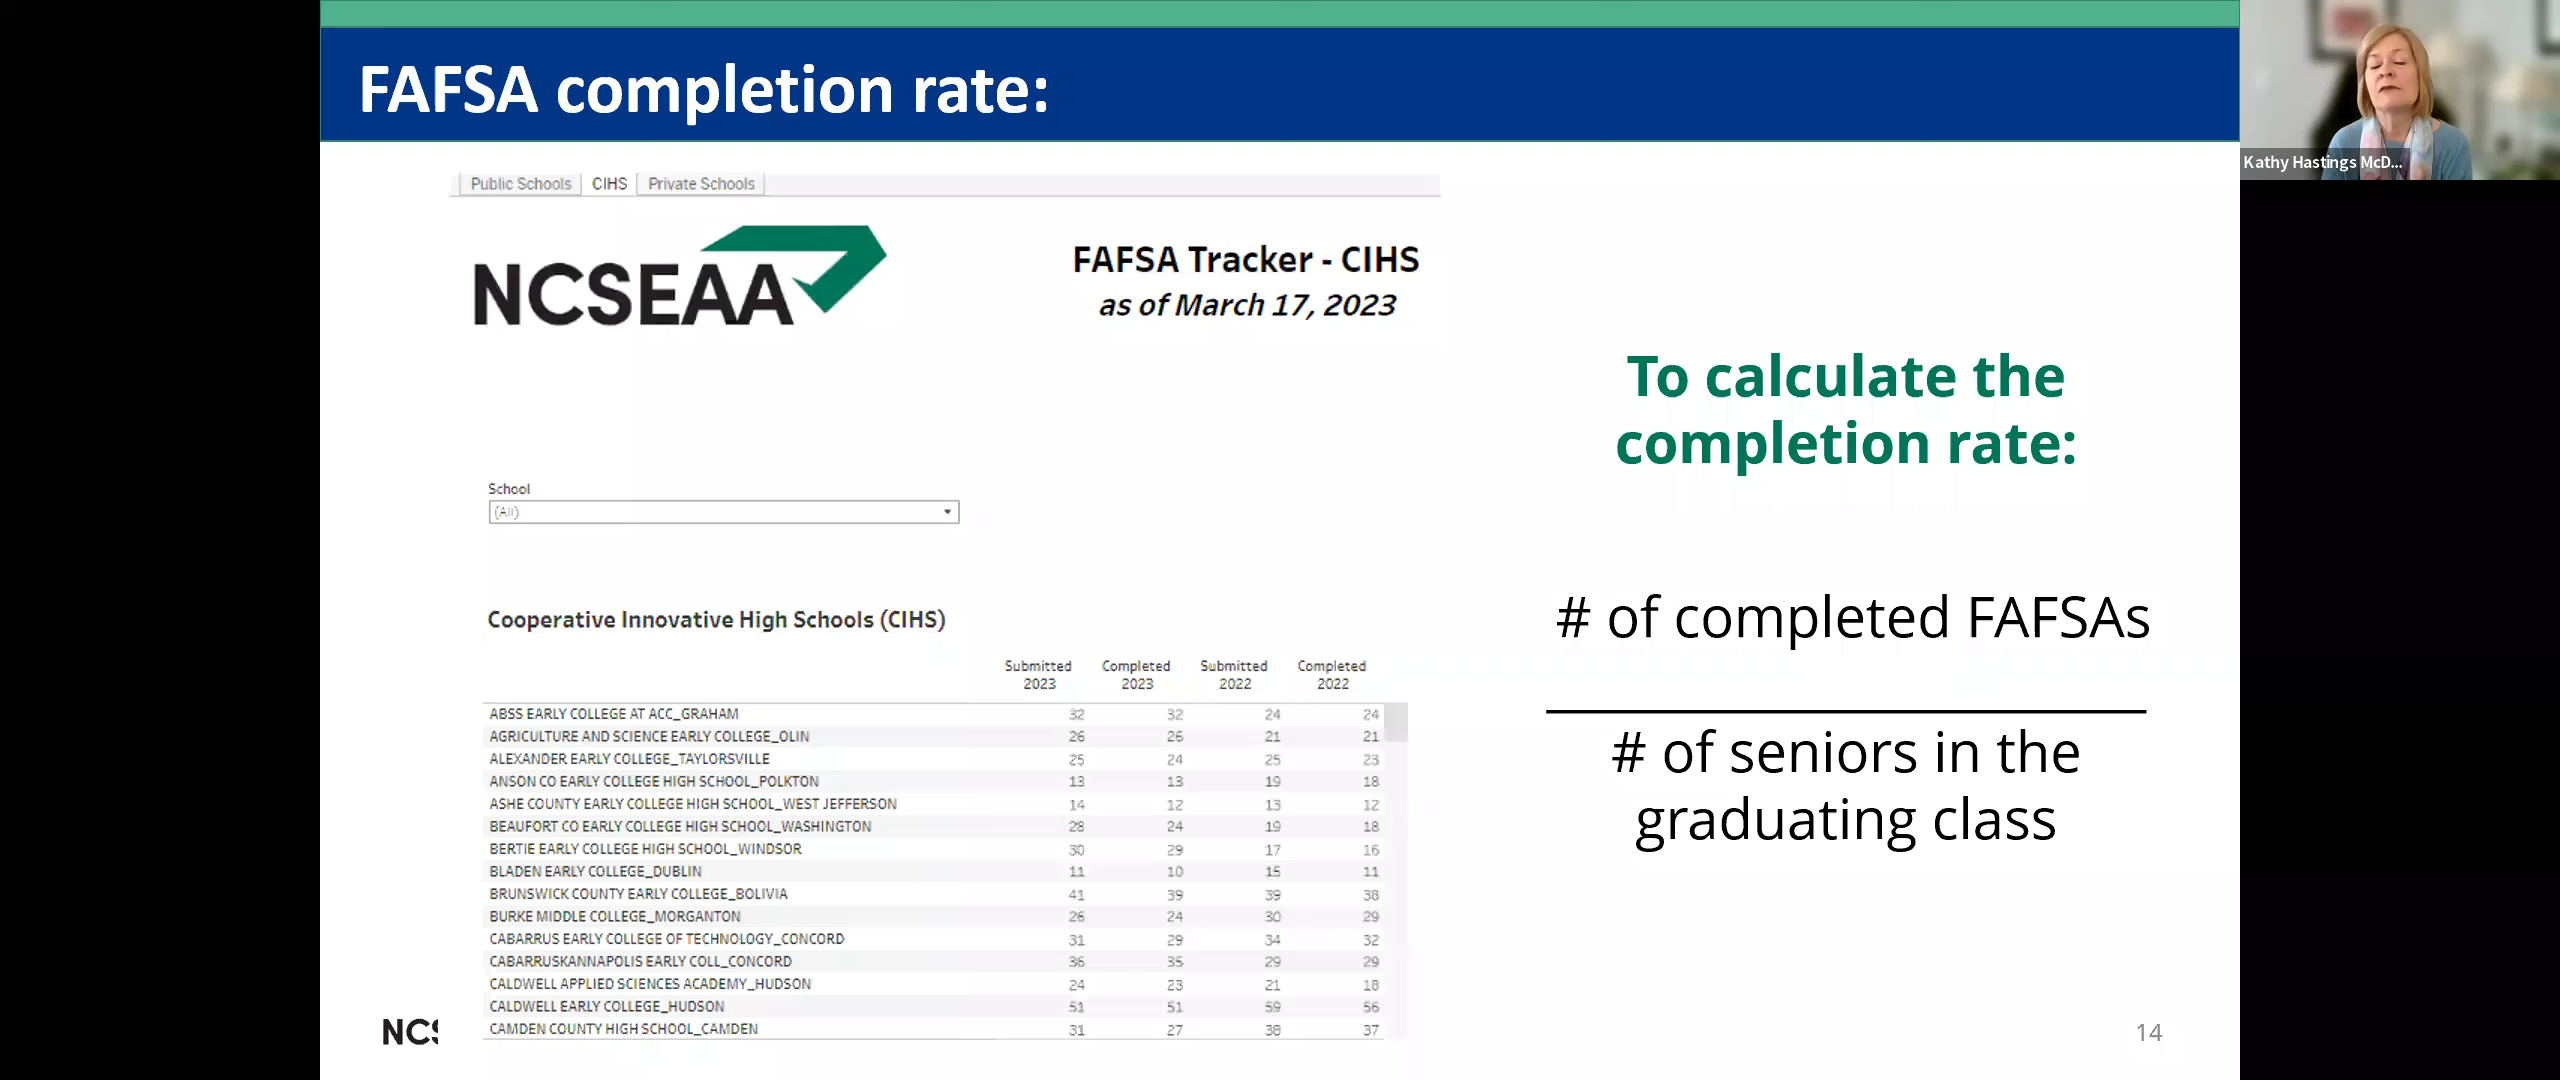 FAFSA completion rate:
Kathy Hastings McD...
Public Schools CIHS Private Schools
NCSEAA
FAFSA Tracker - CIHS
as of March 17, 2023
To calculate the
completion rate:
School
(All)
# of completed FAFSAs
# of seniors in the
graduating class
Cooperative Innovative High Schools (CIHS)
Submitted Completed Submitted Completed
2023 2023 2022 2022
ABSS EARLY COLLEGE AT ACC_GRAHAM 32 32 24 24
AGRICULTURE AND SCIENCE EARLY COLLEGE_OLIN 26 26 21 21
ALEXANDER EARLY COLLEGE_TAYLORSVILLE 25 24 25 23
ANSON CO EARLY COLLEGE HIGH SCHOOL_POLKTON 13 13 19 18
ASHE COUNTY EARLY COLLEGE HIGH SCHOOL_WEST JEFFERSON 14 12 13 12
BEAUFORT CO EARLY COLLEGE HIGH SCHOOL_WASHINGTON 28 24 19 18
BERTIE EARLY COLLEGE HIGH SCHOOL_WINDSOR 30 29 17 16
BLADEN EARLY COLLEGE_DUBLIN 11 10 15 11
BRUNSWICK COUNTY EARLY COLLEGE_BOLIVIA 41 39 39 38
BURKE MIDDLE COLLEGE_MORGANTON 26 24 30 29
CABARRUS EARLY COLLEGE OF TECHNOLOGY_CONCORD 31 29 34 32
CABARRUSKANNAPOLIS EARLY COLL_CONCORD 36 35 29 29
CALDWELL APPLIED SCIENCES ACADEMY_HUDSON 24 23 21 18
CALDWELL EARLY COLLEGE_HUDSON 51 51 59 56
CAMDEN COUNTY HIGH SCHOOL_CAMDEN 31 27 38 37
NCS
14